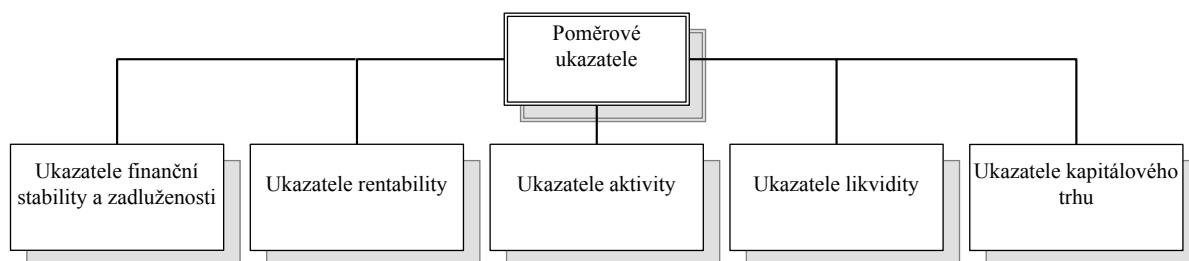 Poměrové
ukazatele
Ukazatele finanční
stability a zadluženosti
Ukazatele rentability
Ukazatele aktivity
Ukazatele likvidity
Ukazatele kapitálového
trhu